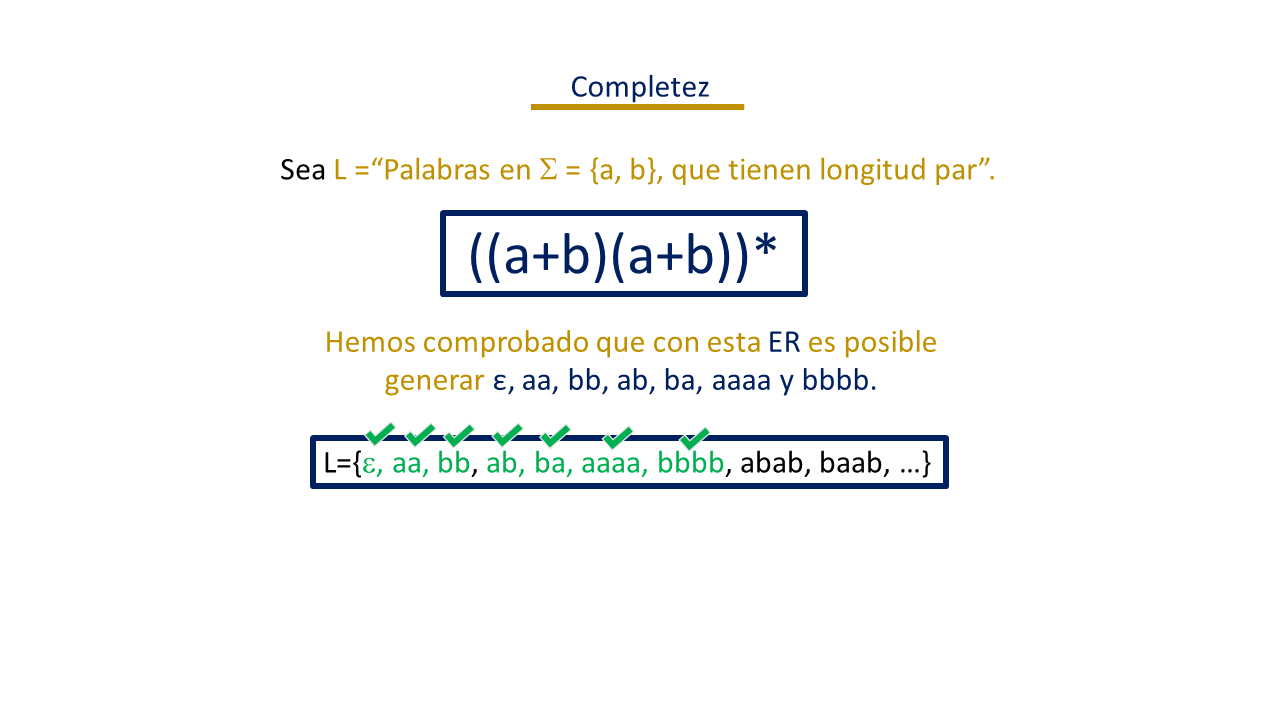 Completez
Sea L =“Palabras en Σ = {a, b}, que tienen longitud par”.
((a+b)(a+b))*
Hemos comprobado que con esta ER es posible
generar ε, aa, bb, ab, ba, aaaa y bbbb.
L={ε, aa, bb, ab, ba, aaaa, bbbb, abab, baab, …}